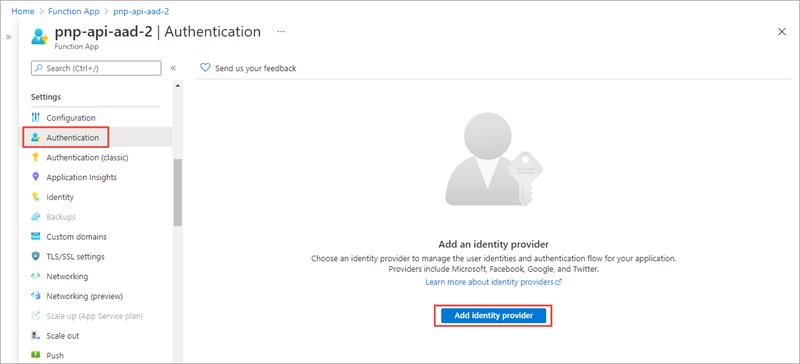 Home > Function App > pnp-api-aad-2
»
pnp-api-aad-2 | Authentication ...
Function App
Search (Ctrl+/)
«
Send us your feedback
Settings
Configuration
Authentication
Authentication (classic)
Application Insights
Identity
Backups
Custom domains
TLS/SSL settings
Networking
Networking (preview)
Scale up (App Service plan)
Scale out
Push
Add an identity provider
Choose an identity provider to manage the user identities and authentication flow for your application.
Providers include Microsoft, Facebook, Google, and Twitter.
Learn more about identity providers
Add identity provider